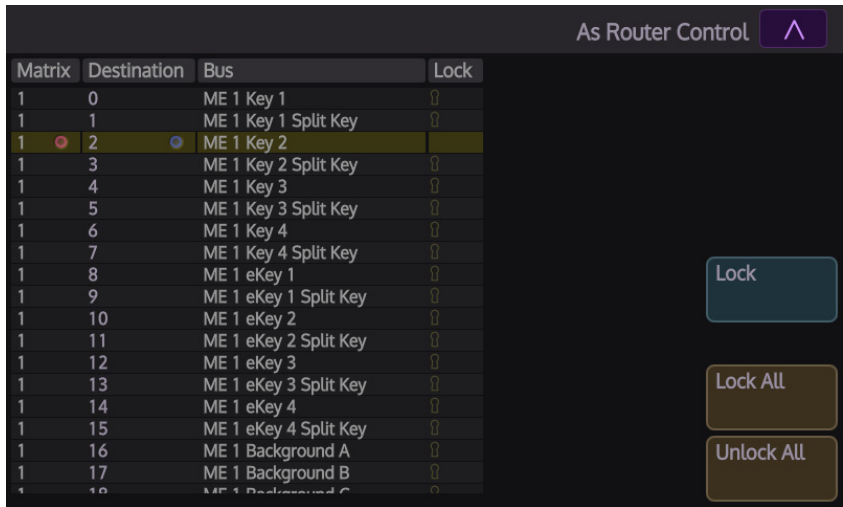 As Router Control
Matrix Destination Bus Lock
1 0 ME 1 Key 1
1 1 ME 1 Key 1 Split Key
1 2 ME 1 Key 2
1 3 ME 1 Key 2 Split Key
1 4 ME 1 Key 3
1 5 ME 1 Key 3 Split Key
1 6 ME 1 Key 4
1 7 ME 1 Key 4 Split Key
1 8 ME 1 eKey 1
1 9 ME 1 eKey 1 Split Key
1 10 ME 1 eKey 2
1 11 ME 1 eKey 2 Split Key
1 12 ME 1 eKey 3
1 13 ME 1 eKey 3 Split Key
1 14 ME 1 eKey 4
1 15 ME 1 eKey 4 Split Key
1 16 ME 1 Background A
1 17 ME 1 Background B
1 18 ME 1 Background C
Lock
Lock All
Unlock All